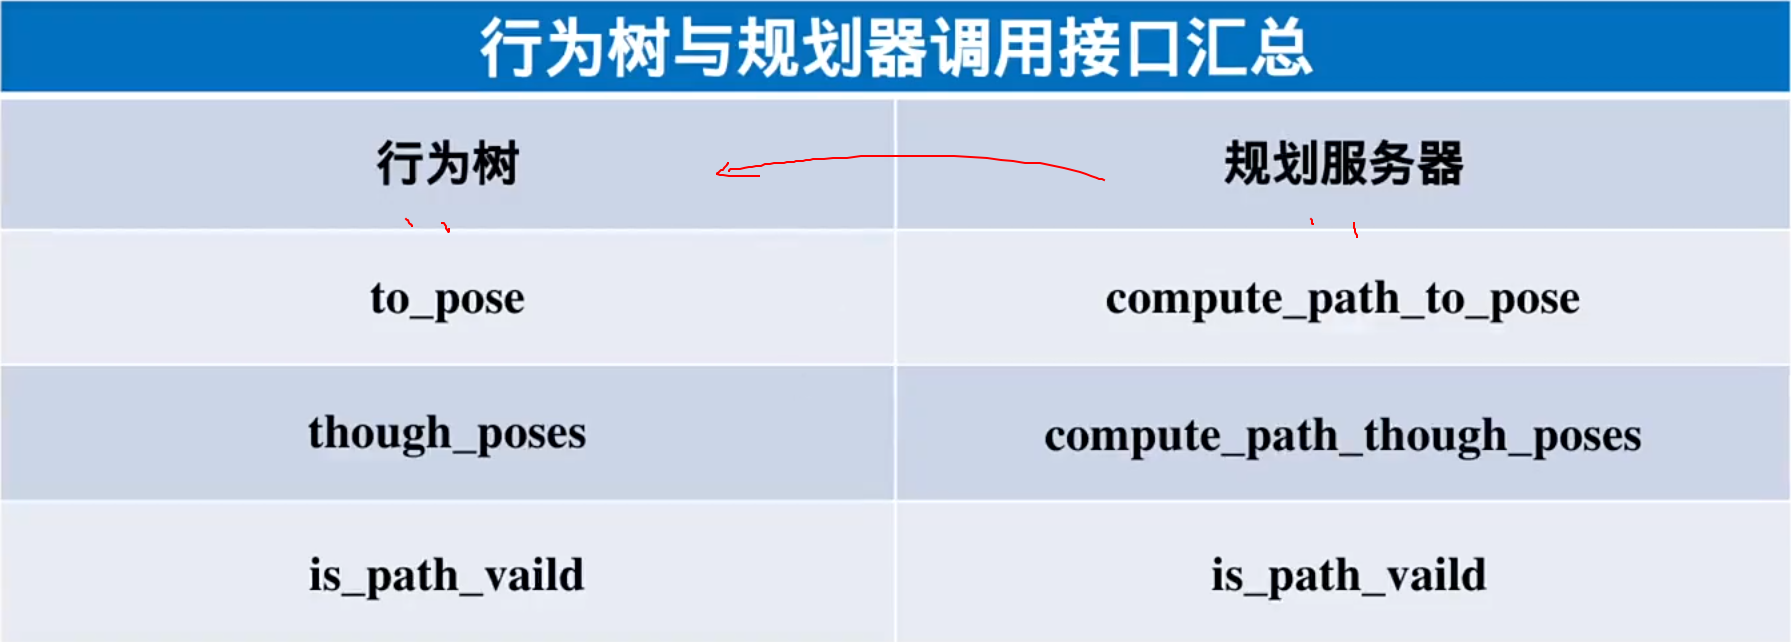 行为树与规划器调用接口汇总
行为树 规划服务器
to_pose compute_path_to_pose
though_poses compute_path_though_poses
is_path_vaild is_path_vaild